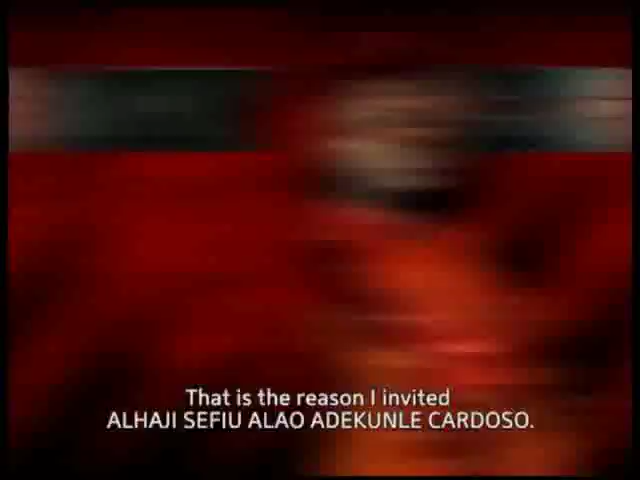 That is the reason I invited
ALHAJI SEFIU ALAO ADEKUNLE CARDOSO.